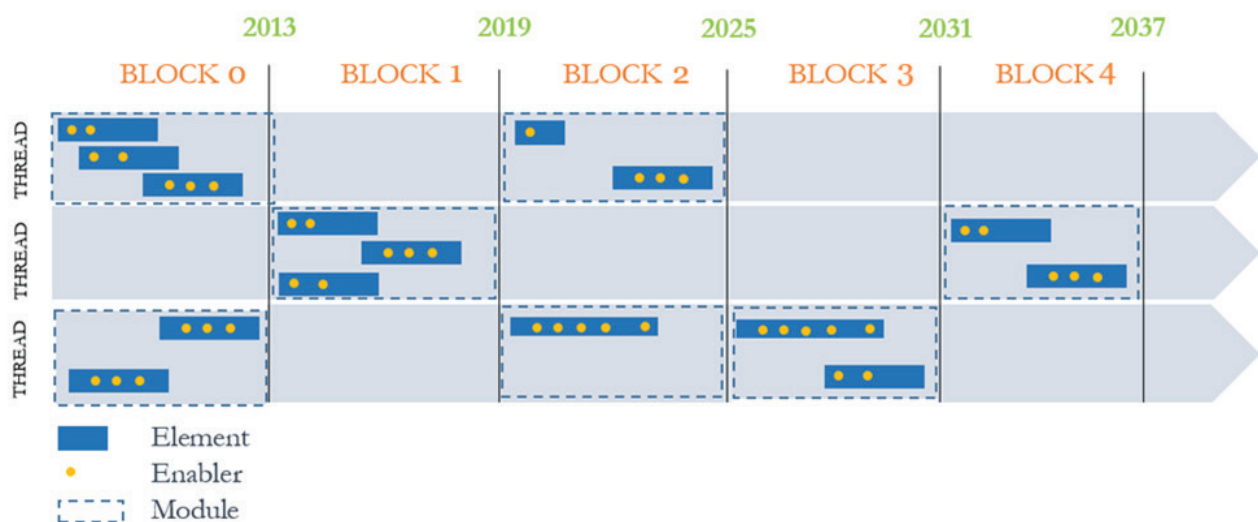 2013 2019 2025 2031 2037
BLOCK 0 BLOCK 1 BLOCK 2 BLOCK 3 BLOCK 4
THREAD
THREAD
THREAD
Element
Enabler
Module